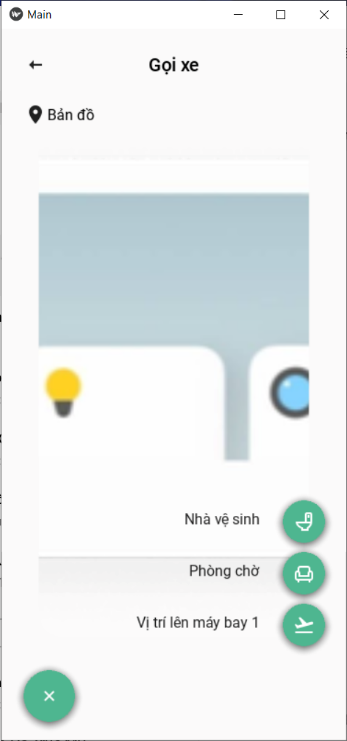 Main
Gọi xe
Bản đồ
Nhà vệ sinh
Phòng chờ
Vị trí lên máy bay 1